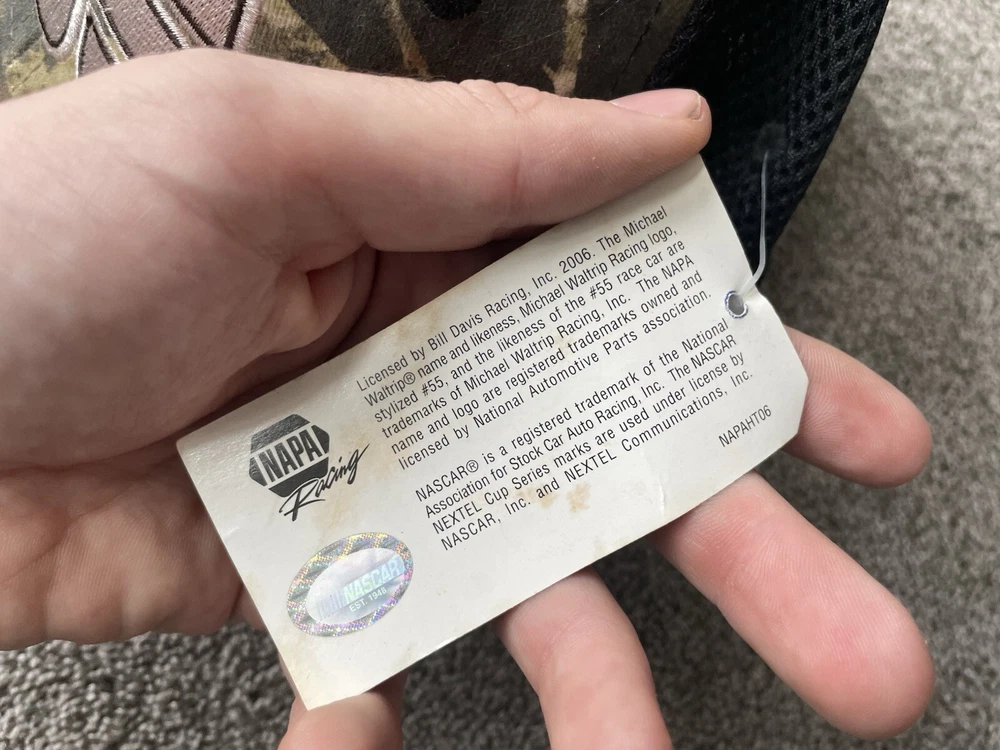 Licensed by Bill Davis Racing, Inc. 2006. The Michael
Waltrip® name and likeness, Michael Waltrip Racing logo,
stylized #55, and the likeness of the #55 race car are
trademarks of Michael Waltrip Racing, Inc. The NAPA
name and logo are registered trademarks owned and
licensed by National Automotive Parts association.
NASCAR® is a registered trademark of the National
Association for Stock Car Auto Racing, Inc. The NASCAR
NEXTEL Cup Series marks are used under license by
NASCAR, Inc. and NEXTEL Communications, Inc.
NAPAHT06
NAPA
Racing
NASCAR
EST. 1948